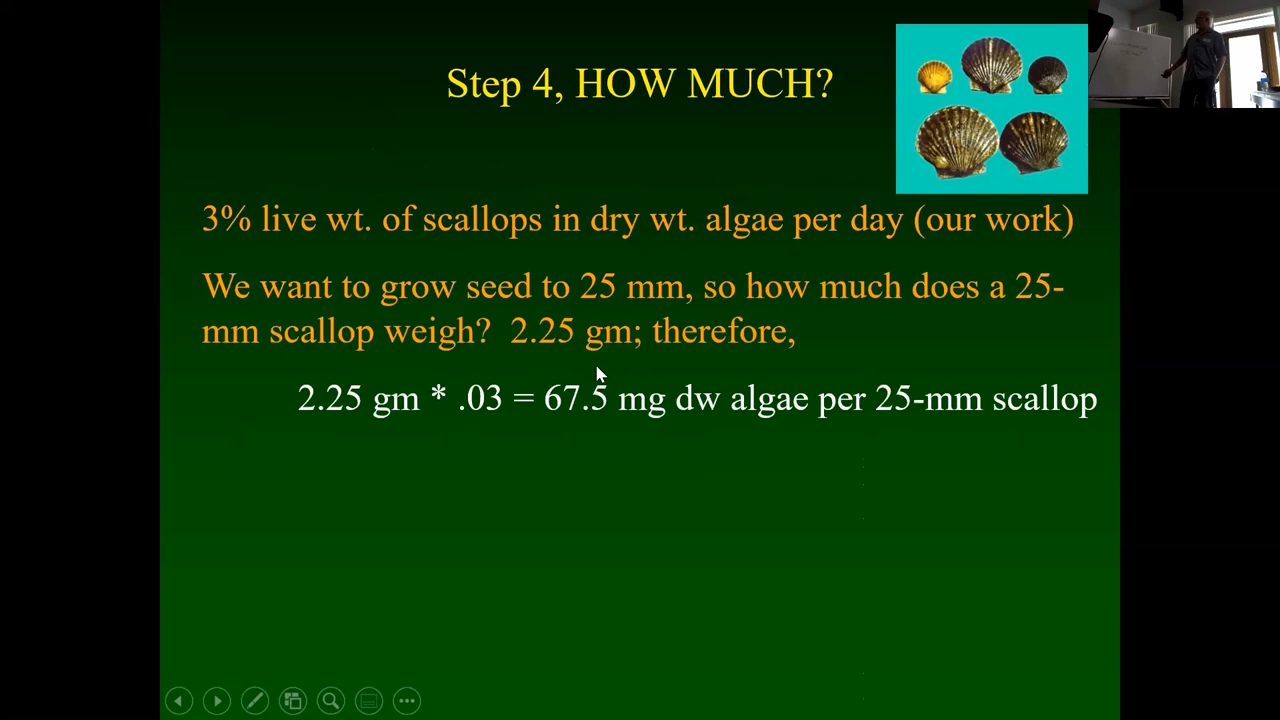 Step 4, HOW MUCH?
3% live wt. of scallops in dry wt. algae per day (our work)
We want to grow seed to 25 mm, so how much does a 25-
mm scallop weigh?  2.25 gm; therefore,
2.25 gm * .03 = 67.5 mg dw algae per 25-mm scallop